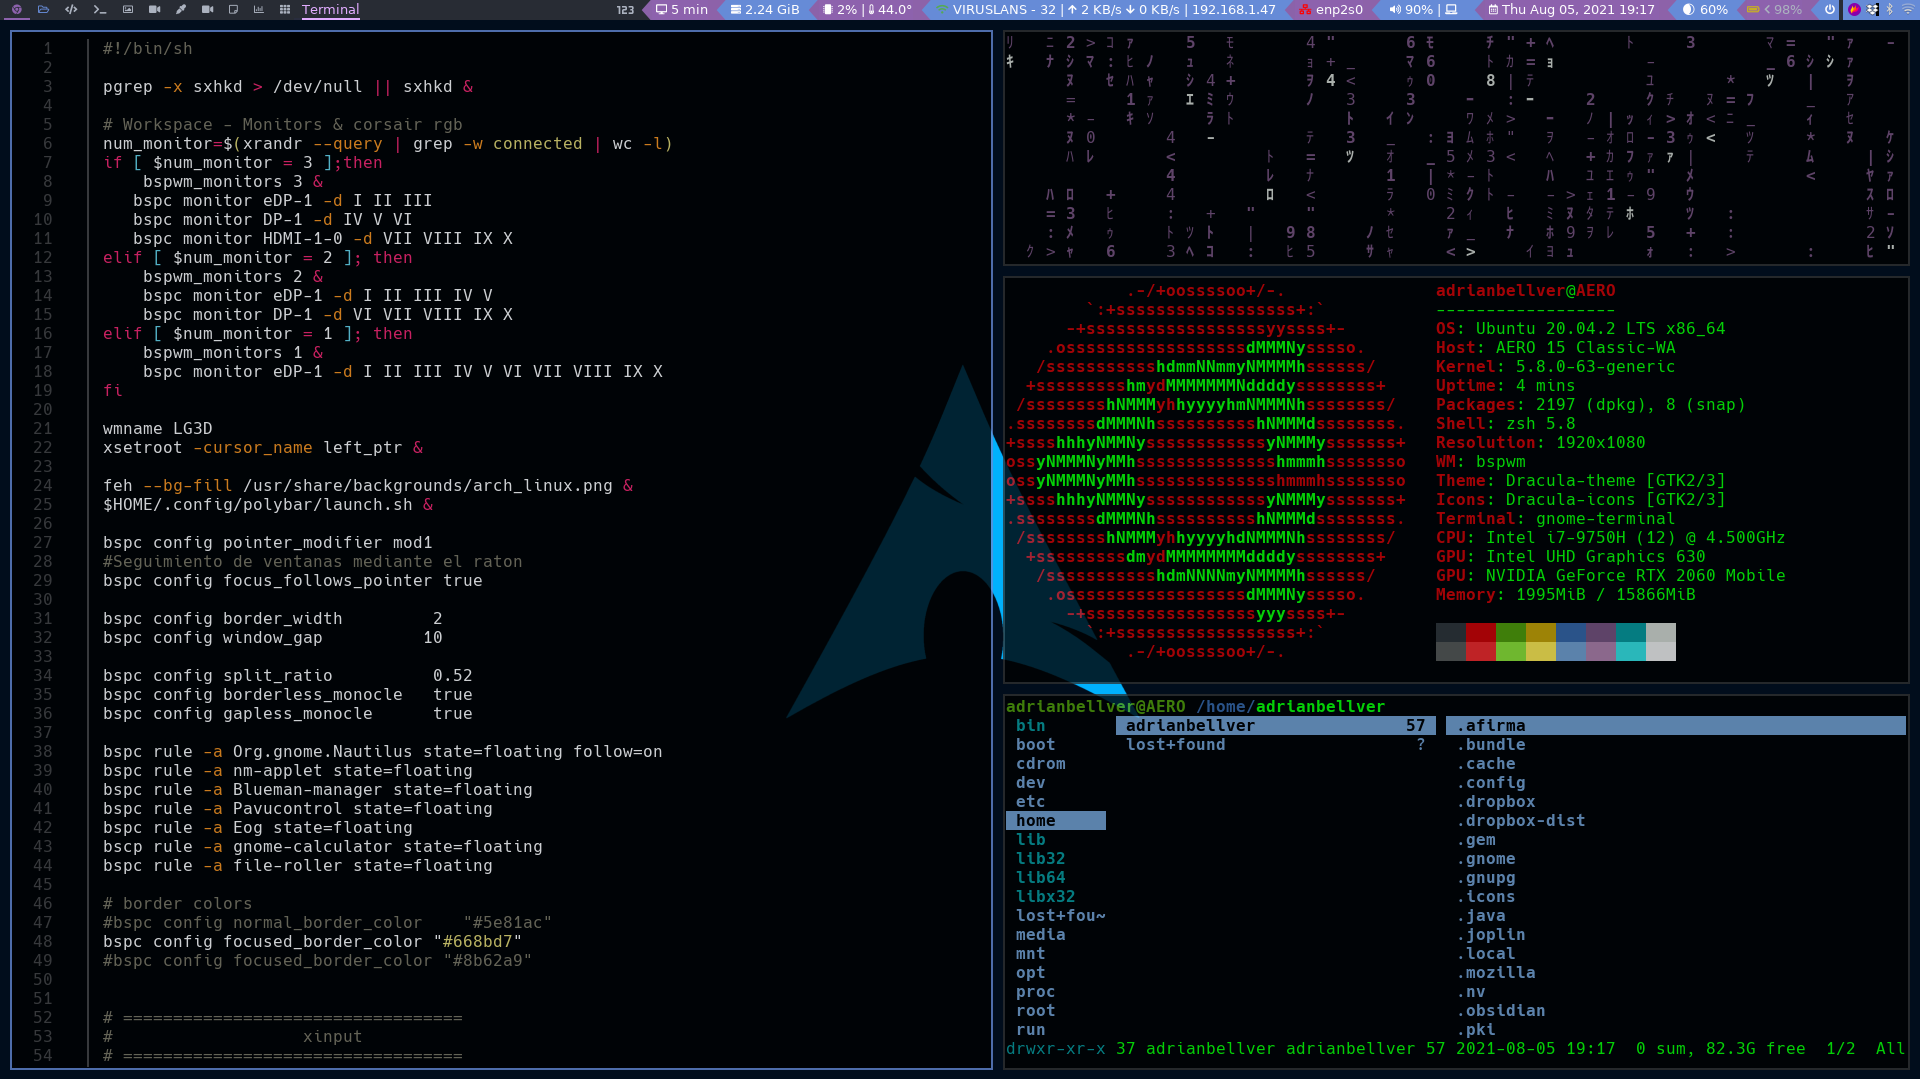 Terminal
123
5 min
2.24 GiB
2% | 44.0°
VIRUSLANS - 32 | ↑ 2 KB/s ↓ 0 KB/s | 192.168.1.47
enp2s0
90% |
Thu Aug 05, 2021 19:17
60%
< 98%
1 #!/bin/sh
2
3 pgrep -x sxhkd > /dev/null || sxhkd &
4
5 # Workspace - Monitors & corsair rgb
6 num_monitor=$(xrandr --query | grep -w connected | wc -l)
7 if [ $num_monitor = 3 ];then
8     bspwm_monitors 3 &
9    bspc monitor eDP-1 -d I II III
10    bspc monitor DP-1 -d IV V VI
11    bspc monitor HDMI-1-0 -d VII VIII IX X
12 elif [ $num_monitor = 2 ]; then
13     bspwm_monitors 2 &
14     bspc monitor eDP-1 -d I II III IV V
15     bspc monitor DP-1 -d VI VII VIII IX X
16 elif [ $num_monitor = 1 ]; then
17     bspwm_monitors 1 &
18     bspc monitor eDP-1 -d I II III IV V VI VII VIII IX X
19 fi
20
21 wmname LG3D
22 xsetroot -cursor_name left_ptr &
23
24 feh --bg-fill /usr/share/backgrounds/arch_linux.png &
25 $HOME/.config/polybar/launch.sh &
26
27 bspc config pointer_modifier mod1
28 #Seguimiento de ventanas mediante el raton
29 bspc config focus_follows_pointer true
30
31 bspc config border_width         2
32 bspc config window_gap          10
33
34 bspc config split_ratio          0.52
35 bspc config borderless_monocle   true
36 bspc config gapless_monocle      true
37
38 bspc rule -a Org.gnome.Nautilus state=floating follow=on
39 bspc rule -a nm-applet state=floating
40 bspc rule -a Blueman-manager state=floating
41 bspc rule -a Pavucontrol state=floating
42 bspc rule -a Eog state=floating
43 bscp rule -a gnome-calculator state=floating
44 bspc rule -a file-roller state=floating
45
46 # border colors
47 #bspc config normal_border_color    "#5e81ac"
48 bspc config focused_border_color "#668bd7"
49 #bspc config focused_border_color "#8b62a9"
50
51
52 # ==================================
53 #                   xinput
54 # ==================================
adrianbellver@AERO
------------------
OS: Ubuntu 20.04.2 LTS x86_64
Host: AERO 15 Classic-WA
Kernel: 5.8.0-63-generic
Uptime: 4 mins
Packages: 2197 (dpkg), 8 (snap)
Shell: zsh 5.8
Resolution: 1920x1080
WM: bspwm
Theme: Dracula-theme [GTK2/3]
Icons: Dracula-icons [GTK2/3]
Terminal: gnome-terminal
CPU: Intel i7-9750H (12) @ 4.500GHz
GPU: Intel UHD Graphics 630
GPU: NVIDIA GeForce RTX 2060 Mobile
Memory: 1995MiB / 15866MiB
adrianbellver@AERO /home/adrianbellver
bin adrianbellver 57 .afirma
boot lost+found ? .bundle
cdrom .cache
dev .config
etc .dropbox
home .dropbox-dist
lib .gem
lib32 .gnome
lib64 .gnupg
libx32 .icons
lost+fou~ .java
media .joplin
mnt .local
opt .mozilla
proc .nv
root .obsidian
run .pki
drwxr-xr-x 37 adrianbellver adrianbellver 57 2021-08-05 19:17  0 sum, 82.3G free  1/2  All